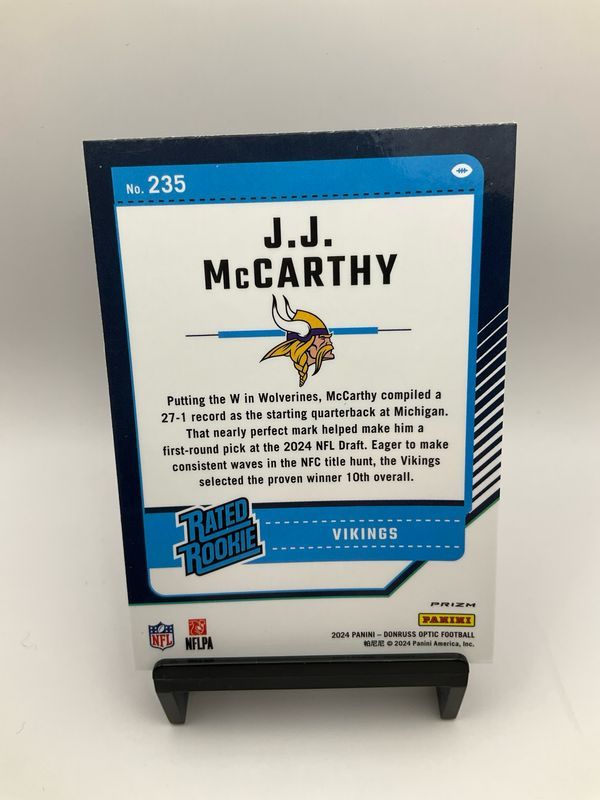 No. 235
J.J.
McCARTHY
Putting the W in Wolverines, McCarthy compiled a
27-1 record as the starting quarterback at Michigan.
That nearly perfect mark helped make him a
first-round pick at the 2024 NFL Draft. Eager to make
consistent waves in the NFC title hunt, the Vikings
selected the proven winner 10th overall.
RATED
ROOKIE
VIKINGS
PRIZM
PANINI
NFL
NFLPA
2024 PANINI – DONRUSS OPTIC FOOTBALL
帕尼尼 © 2024 Panini America, Inc.